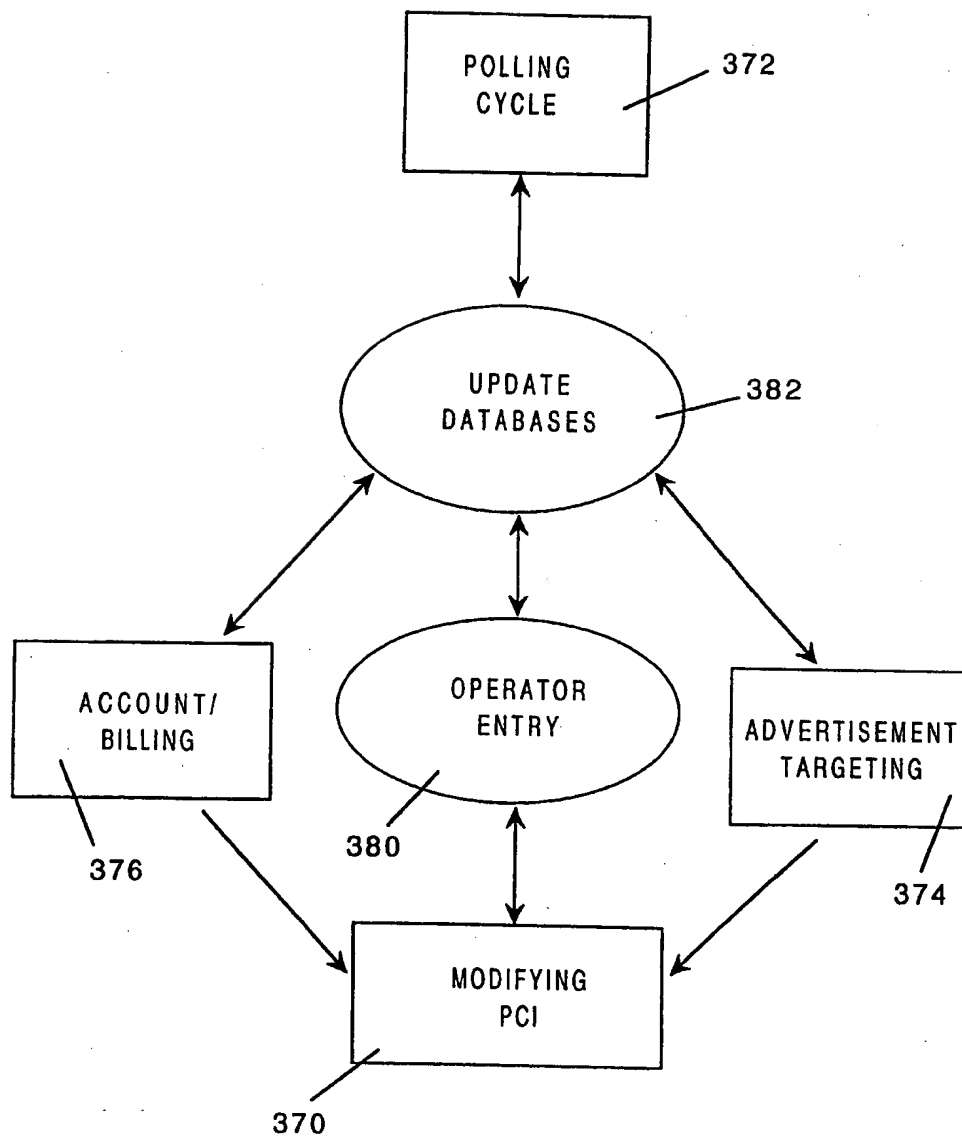 POLLING
CYCLE
372
UPDATE
DATABASES
382
ACCOUNT/
BILLING
376
OPERATOR
ENTRY
380
ADVERTISEMENT
TARGETING
374
MODIFYING
PCI
370